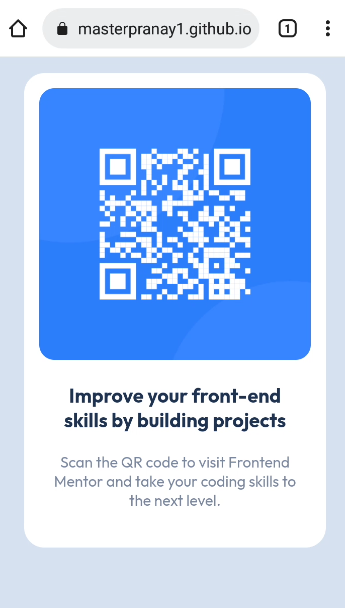 masterpranay1.github.io
1
Improve your front-end
skills by building projects
Scan the QR code to visit Frontend
Mentor and take your coding skills to
the next level.